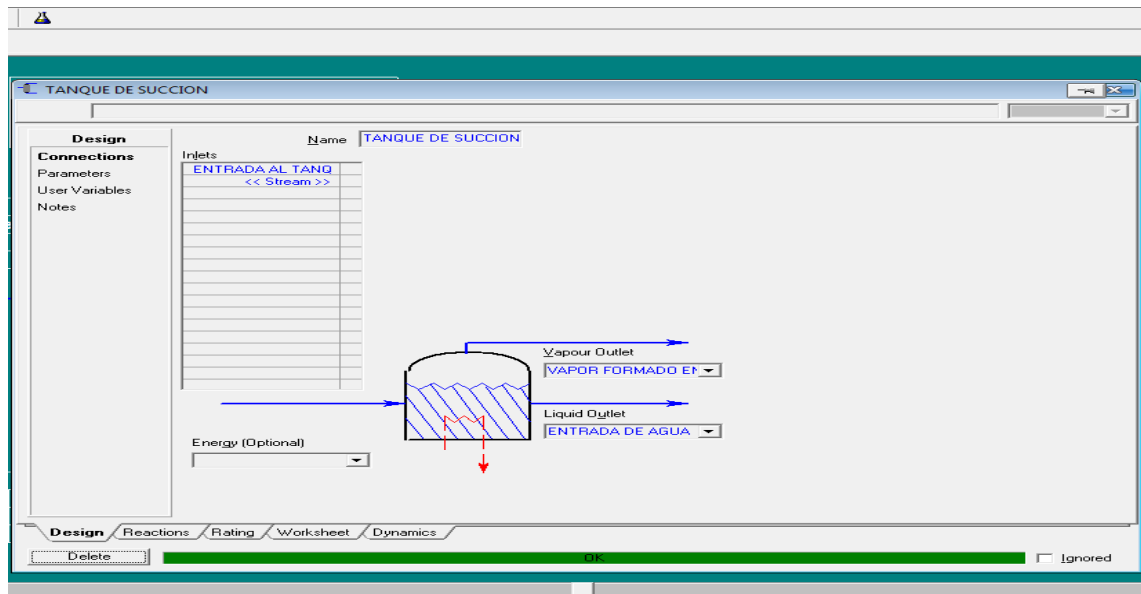 TANQUE DE SUCCION
Design
Connections
Parameters
User Variables
Notes
Name TANQUE DE SUCCION
Inlets
ENTRADA AL TANQ
<< Stream >>
Vapour Outlet
VAPOR FORMADO EN
Liquid Outlet
ENTRADA DE AGUA
Energy (Optional)
Design Reactions Rating Worksheet Dynamics
Delete OK Ignored